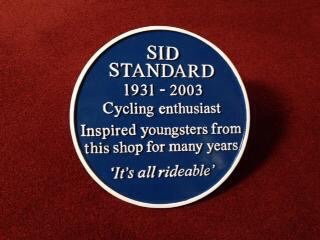 SID
STANDARD
1931 - 2003
Cycling enthusiast
Inspired youngsters from
this shop for many years
‘It's all rideable’